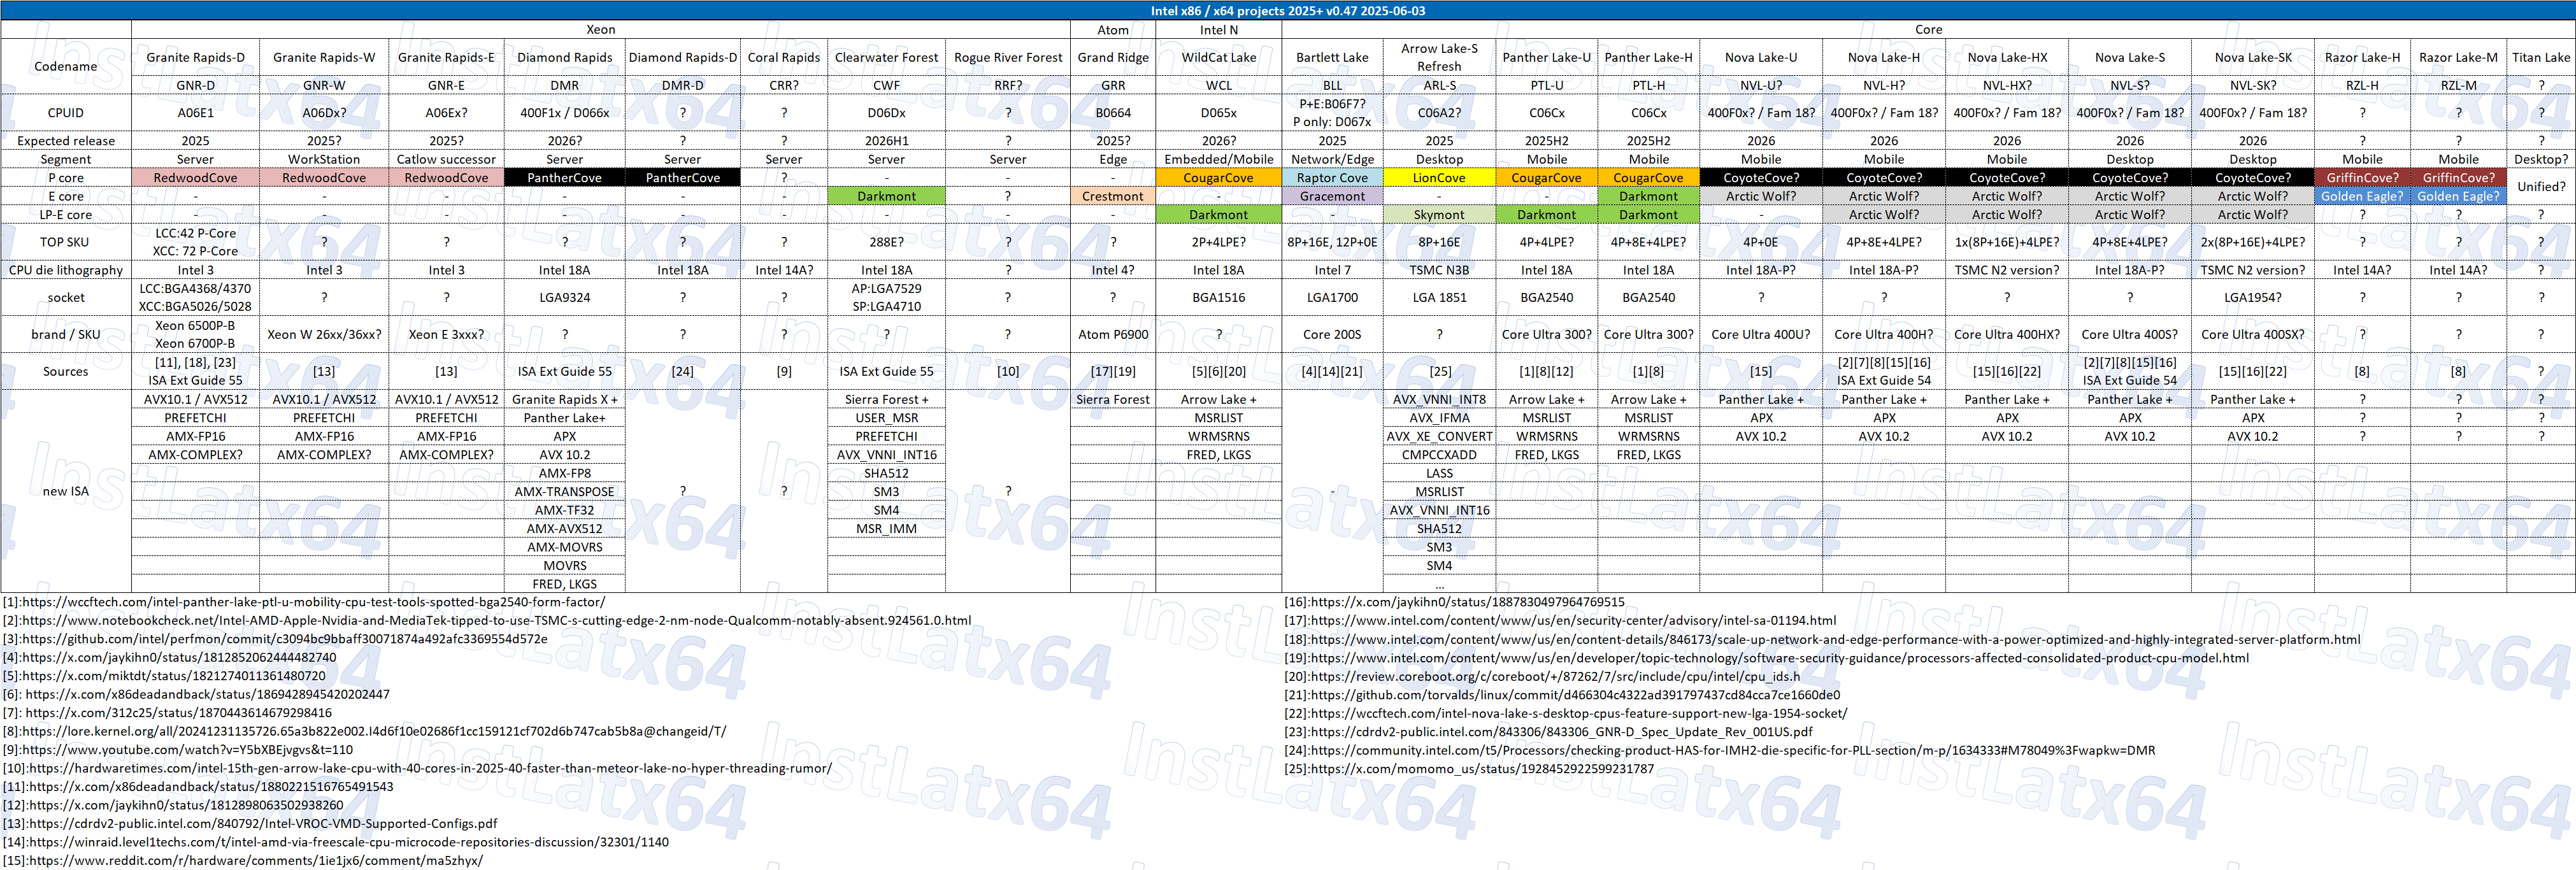 Intel x86 / x64 projects 2025+ v0.47 2025-06-03
Xeon Atom Intel N Core
Codename Granite Rapids-D Granite Rapids-W Granite Rapids-E Diamond Rapids Diamond Rapids-D Coral Rapids Clearwater Forest Rogue River Forest Grand Ridge WildCat Lake Bartlett Lake Arrow Lake-S Refresh Panther Lake-U Panther Lake-H Nova Lake-U Nova Lake-H Nova Lake-HX Nova Lake-S Nova Lake-SK Razor Lake-H Razor Lake-M Titan Lake
GNR-D GNR-W GNR-E DMR DMR-D CRR? CWF RRF? GRR WCL BLL ARL-S PTL-U PTL-H NVL-U? NVL-H? NVL-HX? NVL-S? NVL-SK? RZL-H RZL-M ?
CPUID A06E1 A06Dx? A06Ex? 400F1x / D066x ? ? D06Dx ? B0664 D065x P+E:B06F7? P only: D067x C06A2? C06Cx C06Cx 400F0x? / Fam 18? 400F0x? / Fam 18? 400F0x? / Fam 18? 400F0x? / Fam 18? 400F0x? / Fam 18? ? ? ?
Expected release 2025 2025? 2025? 2026? ? ? 2026H1 ? 2025? 2026? 2025 2025 2025H2 2025H2 2026 2026 2026 2026 2026 ? ? ?
Segment Server WorkStation Catlow successor Server Server Server Server Server Edge Embedded/Mobile Network/Edge Desktop Mobile Mobile Mobile Mobile Mobile Desktop Desktop Mobile Mobile Desktop?
P core RedwoodCove RedwoodCove RedwoodCove PantherCove PantherCove ? - - - CougarCove Raptor Cove LionCove CougarCove CougarCove CoyoteCove? CoyoteCove? CoyoteCove? CoyoteCove? CoyoteCove? GriffinCove? GriffinCove? Unified?
E core - - - - - - Darkmont ? Crestmont - Gracemont - - Darkmont Arctic Wolf? Arctic Wolf? Arctic Wolf? Arctic Wolf? Arctic Wolf? Golden Eagle? Golden Eagle?
LP-E core - - - - - - - - - Darkmont - Skymont Darkmont Darkmont - Arctic Wolf? Arctic Wolf? Arctic Wolf? Arctic Wolf? ? ? ?
TOP SKU LCC:42 P-Core XCC: 72 P-Core ? ? ? ? ? 288E? ? ? 2P+4LPE? 8P+16E, 12P+0E 8P+16E 4P+4LPE? 4P+8E+4LPE? 4P+0E 4P+8E+4LPE? 1x(8P+16E)+4LPE? 4P+8E+4LPE? 2x(8P+16E)+4LPE? ? ? ?
CPU die lithography Intel 3 Intel 3 Intel 3 Intel 18A Intel 18A Intel 14A? Intel 18A ? Intel 4? Intel 18A Intel 7 TSMC N3B Intel 18A Intel 18A Intel 18A-P? Intel 18A-P? TSMC N2 version? Intel 18A-P? TSMC N2 version? Intel 14A? Intel 14A? ?
socket LCC:BGA4368/4370 XCC:BGA5026/5028 ? ? LGA9324 ? ? AP:LGA7529 SP:LGA4710 ? ? BGA1516 LGA1700 LGA 1851 BGA2540 BGA2540 ? ? ? ? LGA1954? ? ? ?
brand / SKU Xeon 6500P-B Xeon 6700P-B Xeon W 26xx/36xx? Xeon E 3xxx? ? ? ? ? ? Atom P6900 ? Core 200S ? Core Ultra 300? Core Ultra 300? Core Ultra 400U? Core Ultra 400H? Core Ultra 400HX? Core Ultra 400S? Core Ultra 400SX? ? ? ?
Sources [11], [18], [23] ISA Ext Guide 55 [13] [13] ISA Ext Guide 55 [24] [9] ISA Ext Guide 55 [10] [17][19] [5][6][20] [4][14][21] [25] [1][8][12] [1][8] [15] [2][7][8][15][16] ISA Ext Guide 54 [15][16][22] [2][7][8][15][16] ISA Ext Guide 54 [15][16][22] [8] [8] ?
new ISA
AVX10.1 / AVX512 AVX10.1 / AVX512 AVX10.1 / AVX512 Granite Rapids X + Sierra Forest + Sierra Forest Arrow Lake + AVX_VNNI_INT8 Arrow Lake + Arrow Lake + Panther Lake + Panther Lake + Panther Lake + Panther Lake + Panther Lake + ? ? ?
PREFETCHI PREFETCHI PREFETCHI Panther Lake+ USER_MSR MSRLIST AVX_IFMA MSRLIST MSRLIST APX APX APX APX APX ? ? ?
AMX-FP16 AMX-FP16 AMX-FP16 APX PREFETCHI WRMSRNS AVX_XE_CONVERT WRMSRNS WRMSRNS AVX 10.2 AVX 10.2 AVX 10.2 AVX 10.2 AVX 10.2 ? ? ?
AMX-COMPLEX? AMX-COMPLEX? AMX-COMPLEX? AVX 10.2 AVX_VNNI_INT16 FRED, LKGS CMPCCXADD FRED, LKGS FRED, LKGS
AMX-FP8 SHA512 LASS
AMX-TRANSPOSE ? ? SM3 ? - MSRLIST
AMX-TF32 SM4 AVX_VNNI_INT16
AMX-AVX512 MSR_IMM SHA512
AMX-MOVRS SM3
MOVRS SM4
FRED, LKGS ...
[1]:https://wccftech.com/intel-panther-lake-ptl-u-mobility-cpu-test-tools-spotted-bga2540-form-factor/
[2]:https://www.notebookcheck.net/Intel-AMD-Apple-Nvidia-and-MediaTek-tipped-to-use-TSMC-s-cutting-edge-2-nm-node-Qualcomm-notably-absent.924561.0.html
[3]:https://github.com/intel/perfmon/commit/c3094bc9bbaff30071874a492afc3369554d572e
[4]:https://x.com/jaykihn0/status/1812852062444482740
[5]:https://x.com/miktdt/status/1821274011361480720
[6]: https://x.com/x86deadandback/status/1869428945420202447
[7]: https://x.com/312c25/status/1870443614679298416
[8]:https://lore.kernel.org/all/20241231135726.65a3b822e002.I4d6f10e02686f1cc159121cf702d6b747cab5b8a@changeid/T/
[9]:https://www.youtube.com/watch?v=Y5bXBEjvgvs&t=110
[10]:https://hardwaretimes.com/intel-15th-gen-arrow-lake-cpu-with-40-cores-in-2025-40-faster-than-meteor-lake-no-hyper-threading-rumor/
[11]:https://x.com/x86deadandback/status/1880221516765491543
[12]:https://x.com/jaykihn0/status/1812898063502938260
[13]:https://cdrdv2-public.intel.com/840792/Intel-VROC-VMD-Supported-Configs.pdf
[14]:https://winraid.level1techs.com/t/intel-amd-via-freescale-cpu-microcode-repositories-discussion/32301/1140
[15]:https://www.reddit.com/r/hardware/comments/1ie1jx6/comment/ma5zhyx/
[16]:https://x.com/jaykihn0/status/1887830497964769515
[17]:https://www.intel.com/content/www/us/en/security-center/advisory/intel-sa-01194.html
[18]:https://www.intel.com/content/www/us/en/content-details/846173/scale-up-network-and-edge-performance-with-a-power-optimized-and-highly-integrated-server-platform.html
[19]:https://www.intel.com/content/www/us/en/developer/topic-technology/software-security-guidance/processors-affected-consolidated-product-cpu-model.html
[20]:https://review.coreboot.org/c/coreboot/+/87262/7/src/include/cpu/intel/cpu_ids.h
[21]:https://github.com/torvalds/linux/commit/d466304c4322ad391797437cd84cca7ce1660de0
[22]:https://wccftech.com/intel-nova-lake-s-desktop-cpus-feature-support-new-lga-1954-socket/
[23]:https://cdrdv2-public.intel.com/843306/843306_GNR-D_Spec_Update_Rev_001US.pdf
[24]:https://community.intel.com/t5/Processors/checking-product-HAS-for-IMH2-die-specific-for-PLL-section/m-p/1634333#M78049%3Fwapkw=DMR
[25]:https://x.com/momomo_us/status/1928452922599231787
InstLatx64